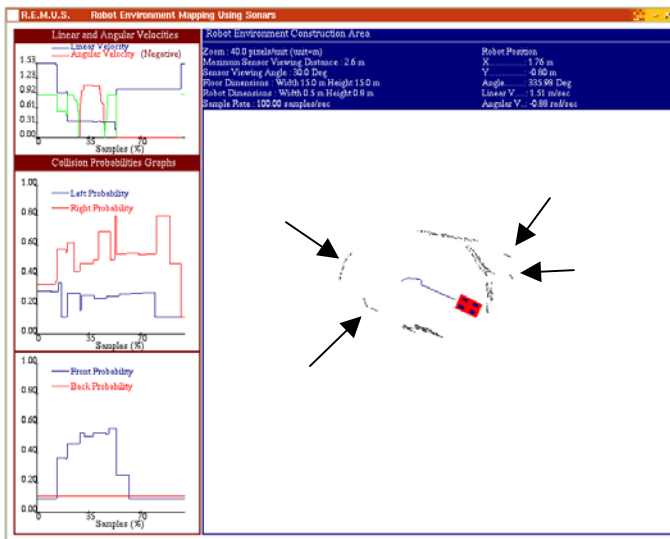 R.E.M.U.S. Robot Environment Mapping Using Sonars
Linear and Angular Velocities
Linear Velocity
Angular Velocity (Negative)
1.53
1.23
0.92
0.61
0.31
0.00
0 35 70
Samples (%)
Collision Probabilities Graphs
1.00
Left Probability
Right Probability
0.80
0.60
0.40
0.20
0.00
0 35 70
Samples (%)
1.00
Front Probability
Back Probability
0.80
0.60
0.40
0.20
0.00
0 35 70
Samples (%)
Robot Environment Construction Area
Zoom : 40.0 pixels/unit (unit=m)
Maximum Sensor Viewing Distance : 2.6 m
Sensor Viewing Angle : 30.0 Deg
Floor Dimensions : Width 15.0 m Height 15.0 m
Robot Dimensions : Width 0.5 m Height 0.8 m
Sample Rate : 100.00 samples/sec
Robot Position
X.............: 1.76 m
Y.............: -0.80 m
Angle.......: 335.98 Deg
Linear V.....: 1.51 m/sec
Angular V..: -0.88 rad/sec